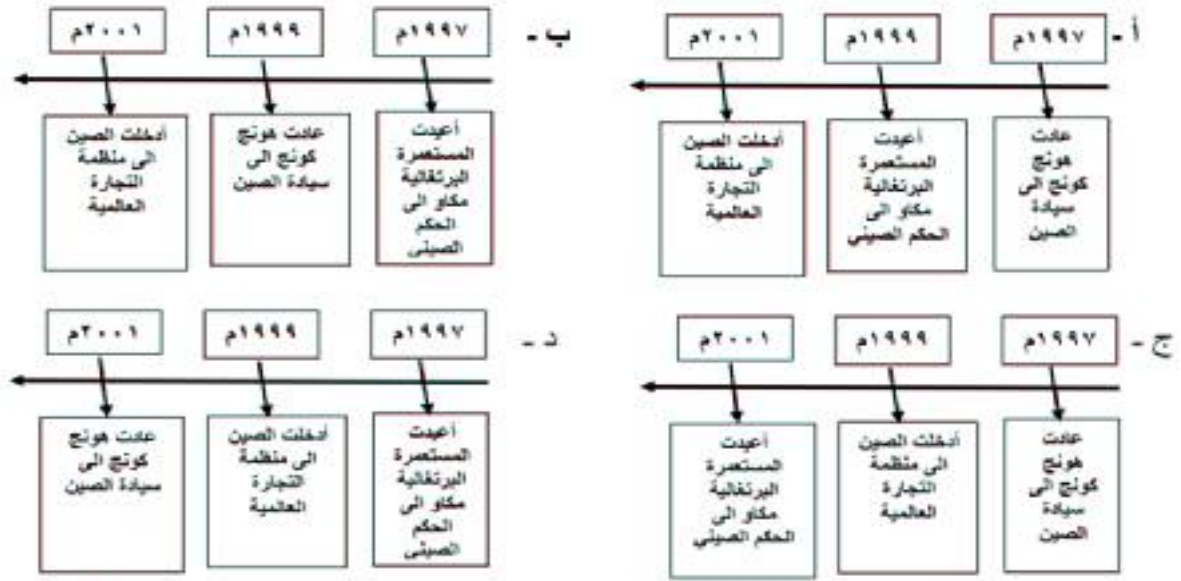 أ -
١٩٩٧م
١٩٩٩م
٢٠٠١م
عادت
هونج
كونج الى
سيادة
الصين
أعيدت
المستعمرة
البرتغالية
مكاو الى
الحكم الصيني
أدخلت الصين
الى منظمة
التجارة
العالمية
ب -
١٩٩٧م
١٩٩٩م
٢٠٠١م
أعيدت
المستعمرة
البرتغالية
مكاو الى
الحكم
الصينى
عادت هونج
كونج الى
سيادة الصين
أدخلت الصين
الى منظمة
التجارة
العالمية
ج -
١٩٩٧م
١٩٩٩م
٢٠٠١م
عادت
هونج
كونج الى
سيادة
الصين
أدخلت الصين
الى منظمة
التجارة
العالمية
أعيدت
المستعمرة
البرتغالية
مكاو الى
الحكم الصيني
د -
١٩٩٧م
١٩٩٩م
٢٠٠١م
أعيدت
المستعمرة
البرتغالية
مكاو الى
الحكم
الصينى
أدخلت الصين
الى منظمة
التجارة
العالمية
عادت هونج
كونج الى
سيادة الصين